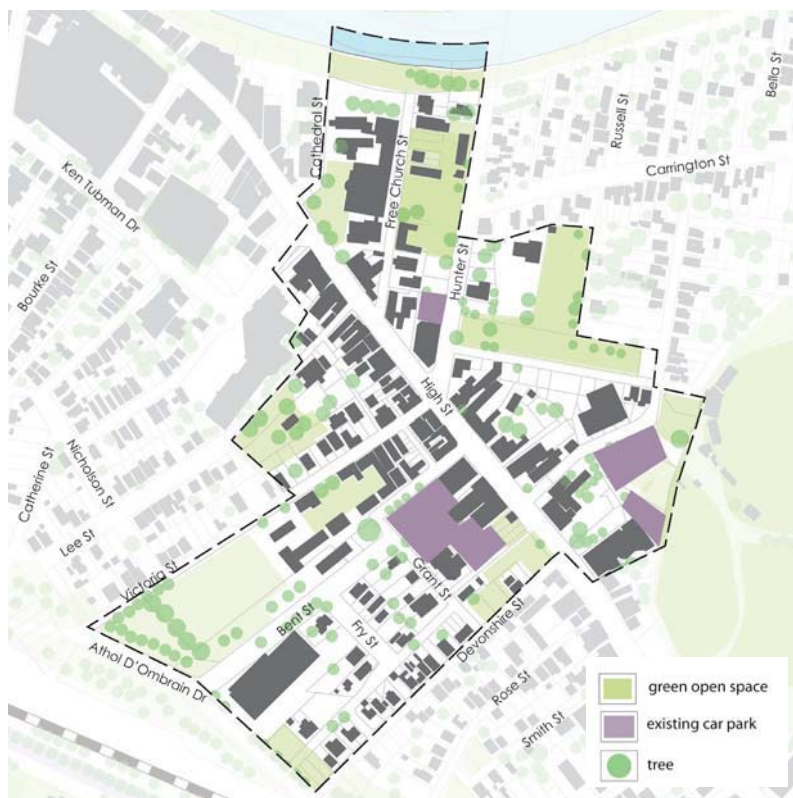 Cathedral St
Free Church St
Russell St
Bella St
Carrington St
Ken Tubman Dr
Bourke St
Hunter St
High St
Nicholson St
Catherine St
Lee St
Victoria St
Grant St
Bent St
Fry St
Devonshire St
Athol D'Ombrain Dr
Rose St
Smith St
green open space
existing car park
tree